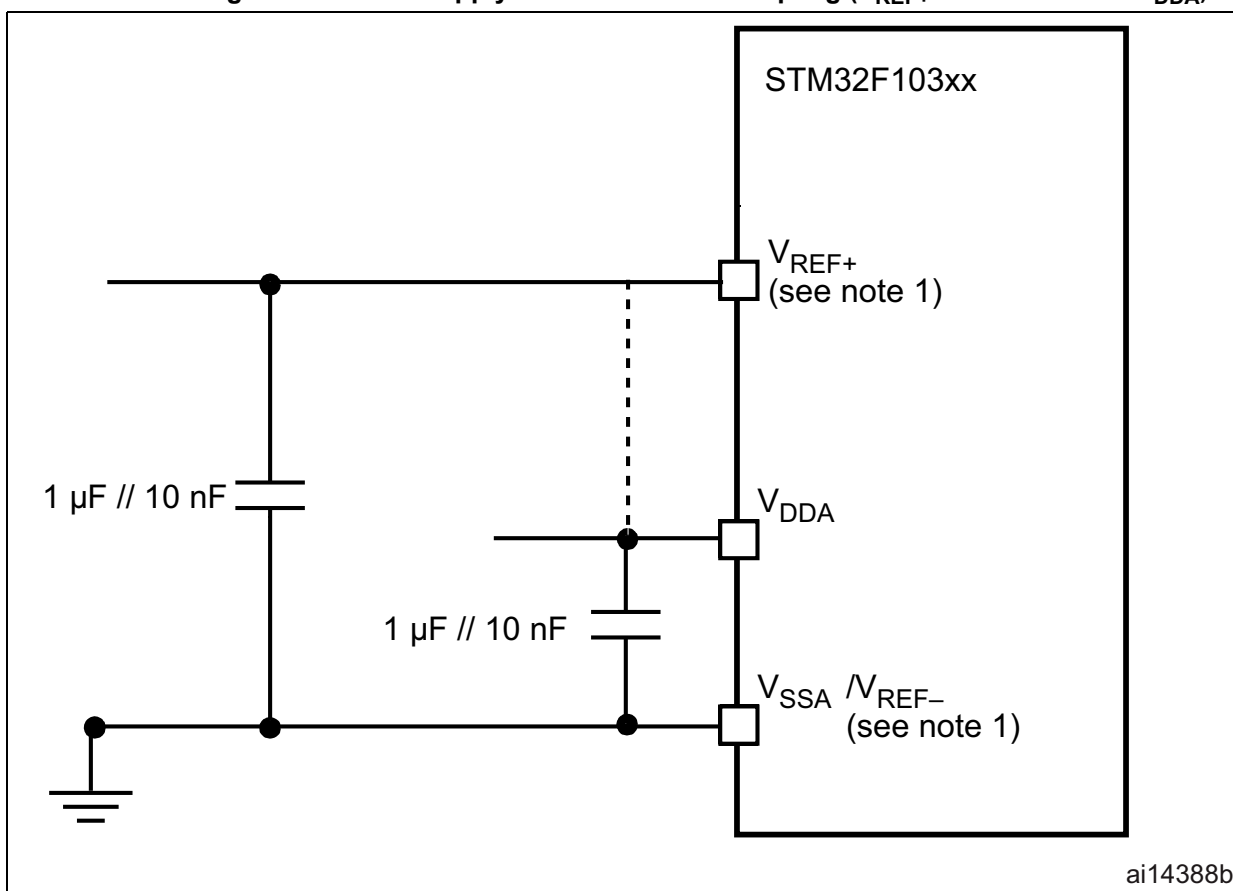 STM32F103xx
VREF+
(see note 1)
1 µF // 10 nF
VDDA
1 µF // 10 nF
VSSA /VREF–
(see note 1)
ai14388b